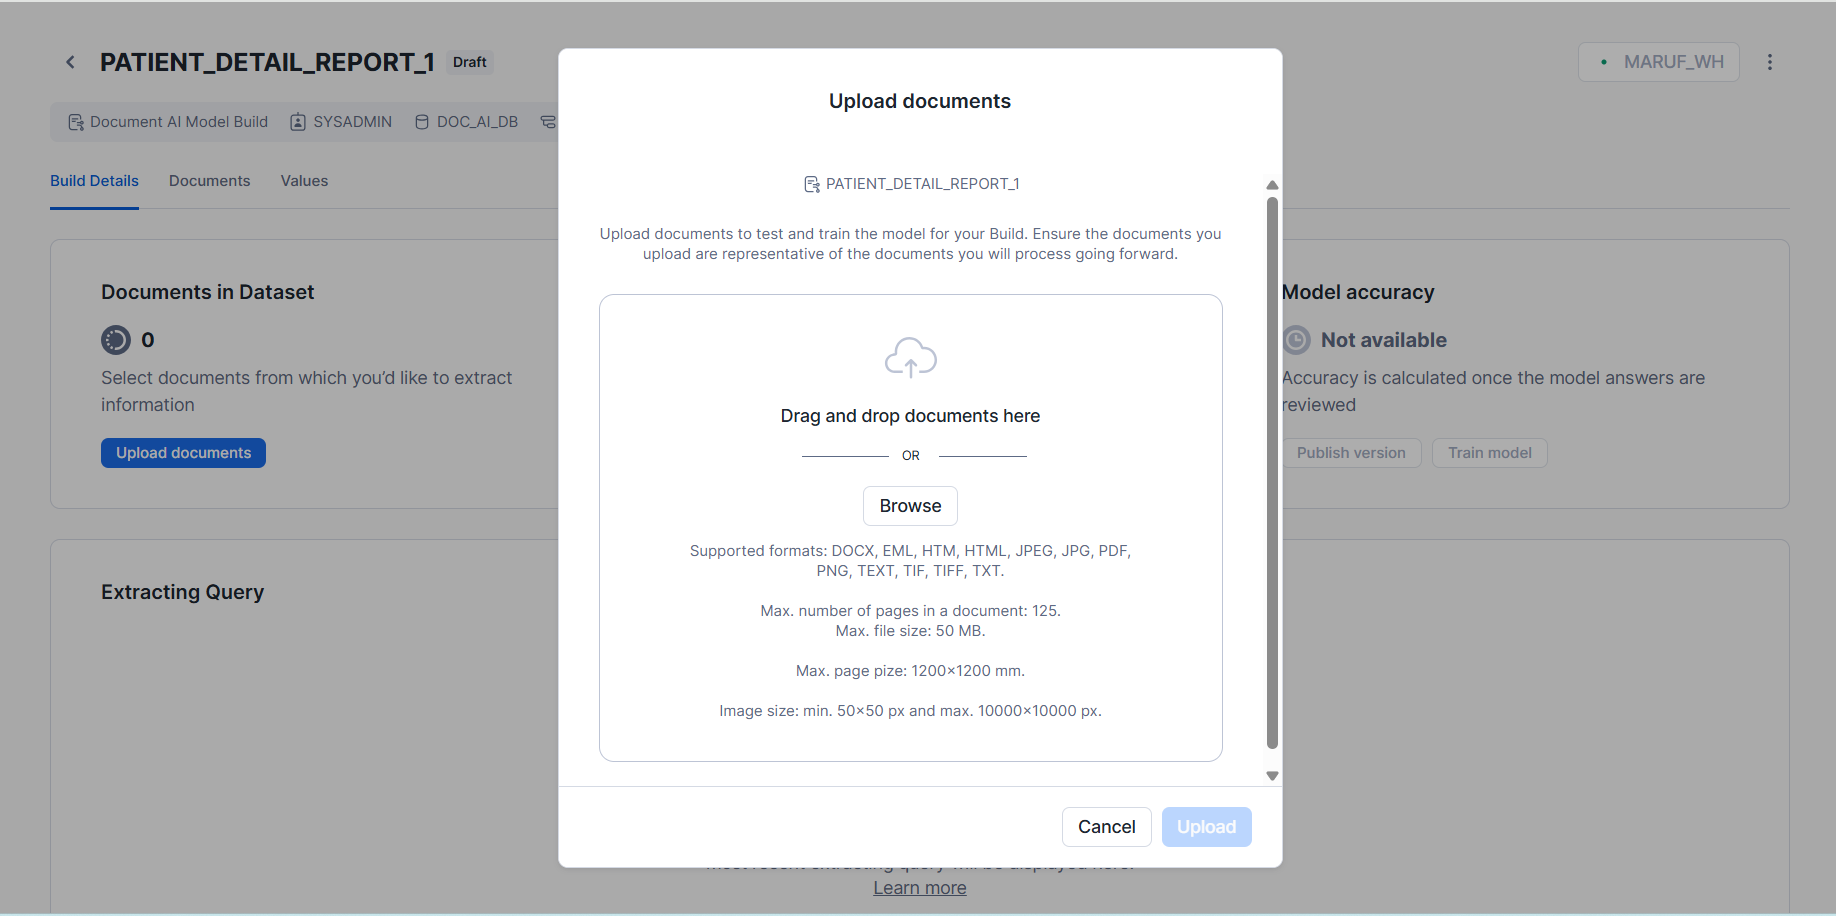 PATIENT_DETAIL_REPORT_1 Draft
MARUF_WH
Document AI Model Build SYSADMIN DOC_AI_DB
Build Details Documents Values
Documents in Dataset
0
Select documents from which you’d like to extract
information
Upload documents
Model accuracy
Not available
Accuracy is calculated once the model answers are
reviewed
Publish version Train model
Extracting Query
Learn more
Upload documents
PATIENT_DETAIL_REPORT_1
Upload documents to test and train the model for your Build. Ensure the documents you
upload are representative of the documents you will process going forward.
Drag and drop documents here
OR
Browse
Supported formats: DOCX, EML, HTM, HTML, JPEG, JPG, PDF,
PNG, TEXT, TIF, TIFF, TXT.
Max. number of pages in a document: 125.
Max. file size: 50 MB.
Max. page pize: 1200×1200 mm.
Image size: min. 50×50 px and max. 10000×10000 px.
Cancel Upload